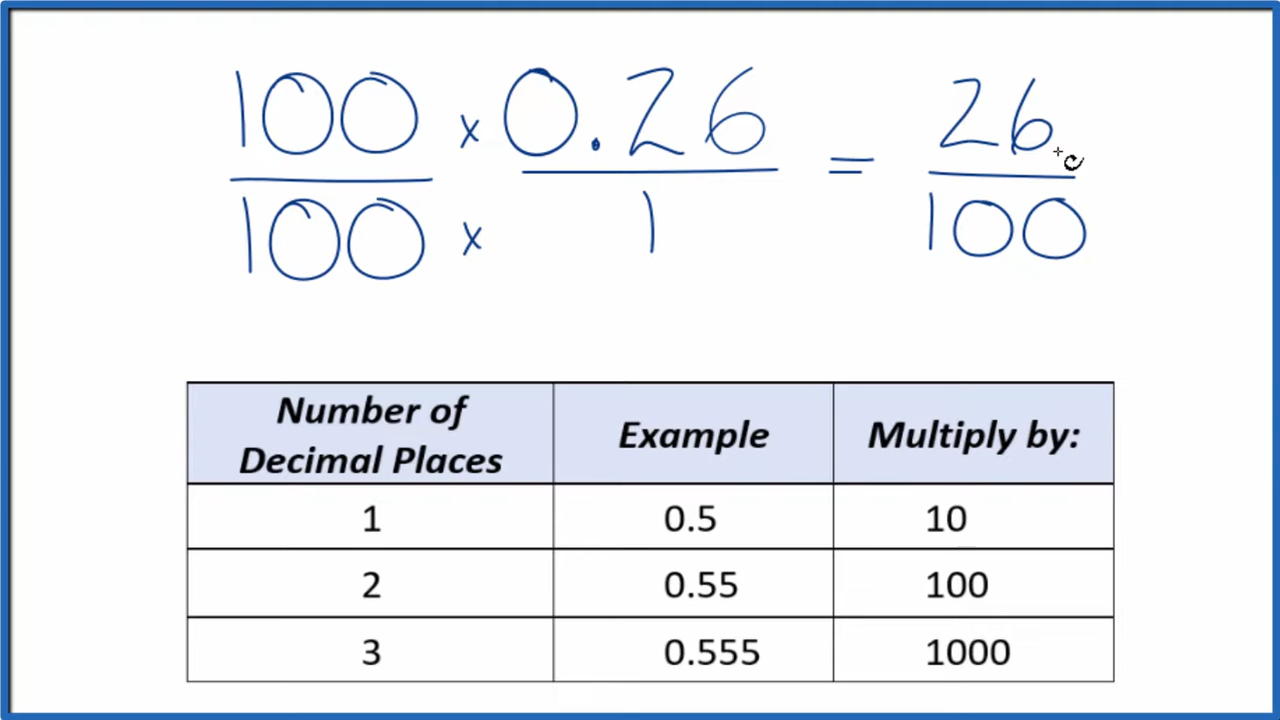 100 × 0.26 = 26
100 × 1 100
Number of Decimal Places Example Multiply by:
1 0.5 10
2 0.55 100
3 0.555 1000